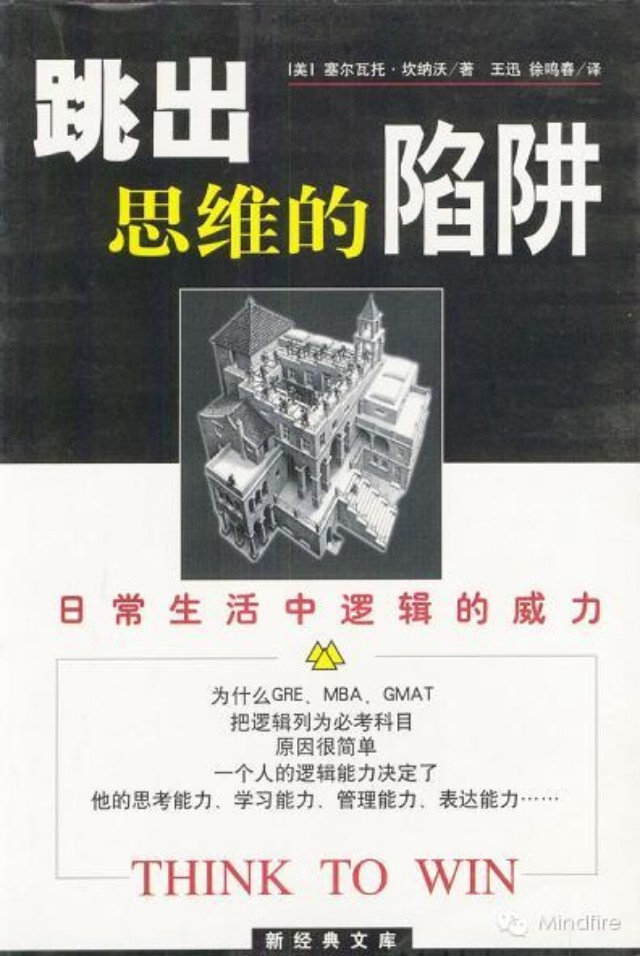 [美] 塞尔瓦托·坎纳沃/著 王迅 徐鸣春/译
跳出
思维的
陷阱
日常生活中逻辑的威力
为什么GRE、MBA、GMAT
把逻辑列为必考科目
原因很简单
一个人的逻辑能力决定了
他的思考能力、学习能力、管理能力、表达能力……
THINK TO WIN
新经典文库
Mindfire